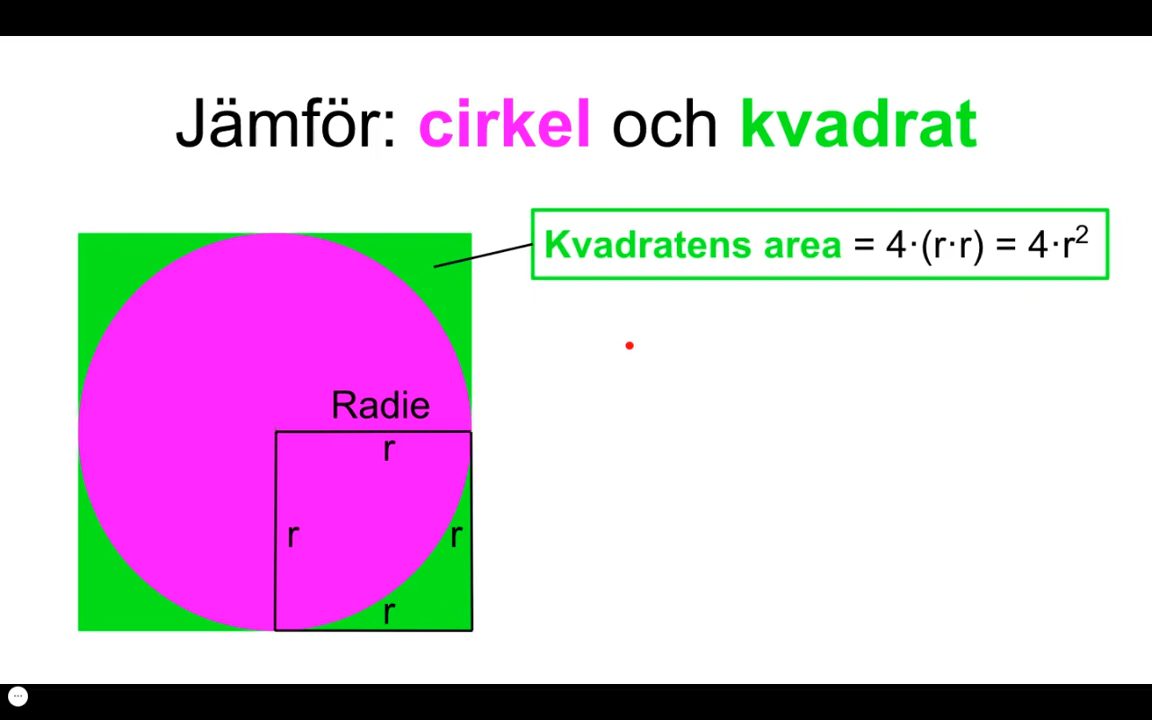 Jämför: cirkel och kvadrat
Kvadratens area = 4·(r·r) = 4·r²
Radie
r
r r
r